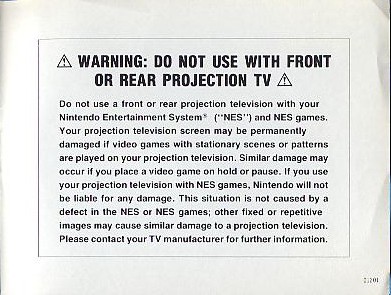 ⚠ WARNING: DO NOT USE WITH FRONT
OR REAR PROJECTION TV ⚠
Do not use a front or rear projection television with your
Nintendo Entertainment System® ("NES") and NES games.
Your projection television screen may be permanently
damaged if video games with stationary scenes or patterns
are played on your projection television. Similar damage may
occur if you place a video game on hold or pause. If you use
your projection television with NES games, Nintendo will not
be liable for any damage. This situation is not caused by a
defect in the NES or NES games; other fixed or repetitive
images may cause similar damage to a projection television.
Please contact your TV manufacturer for further information.